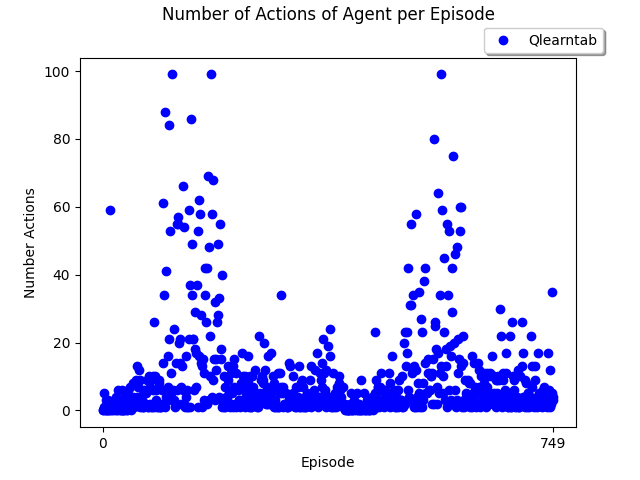 Number of Actions of Agent per Episode
Qlearntab
100
80
60
40
20
0
Number Actions
0 749
Episode